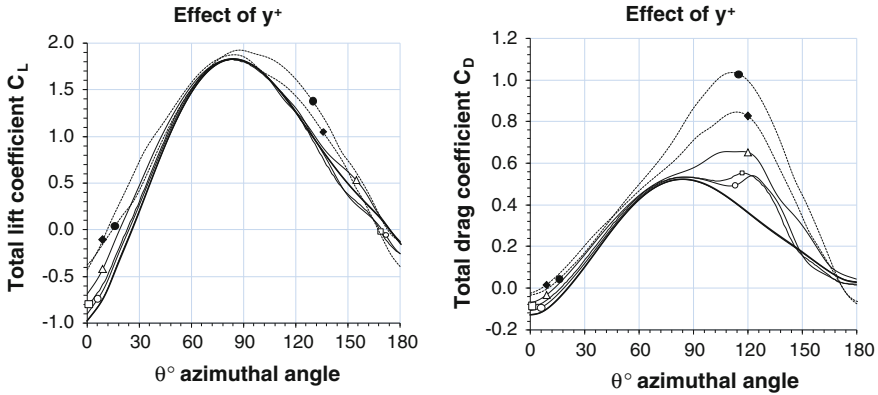 Effect of y+
Total lift coefficient CL
2.0
1.5
1.0
0.5
0.0
-0.5
-1.0
0 30 60 90 120 150 180
θ° azimuthal angle
Effect of y+
Total drag coefficient CD
1.2
1.0
0.8
0.6
0.4
0.2
0.0
-0.2
0 30 60 90 120 150 180
θ° azimuthal angle